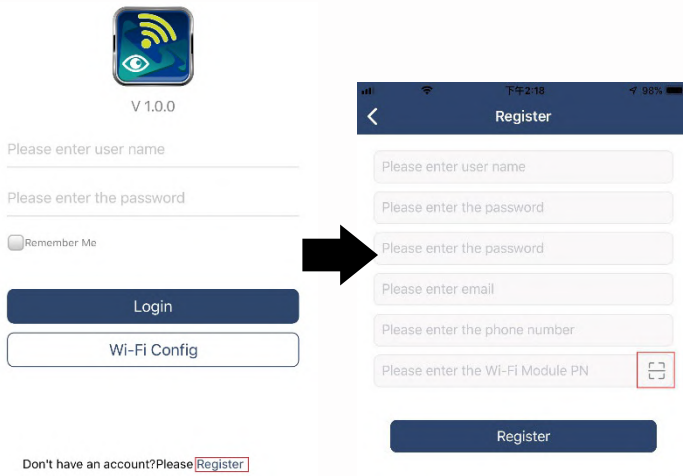 V 1.0.0
Please enter user name
Please enter the password
Remember Me
Login
Wi-Fi Config
Don't have an account?Please Register
下午2:18
98%
Register
Please enter user name
Please enter the password
Please enter the password
Please enter email
Please enter the phone number
Please enter the Wi-Fi Module PN
Register